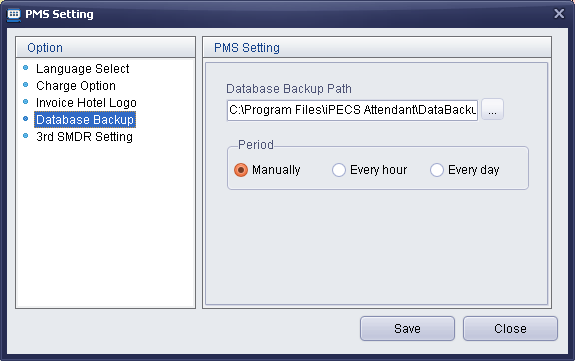 PMS Setting
Option
Language Select
Charge Option
Invoice Hotel Logo
Database Backup
3rd SMDR Setting
PMS Setting
Database Backup Path
C:\Program Files\iPECS Attendant\DataBacku
...
Period
Manually Every hour Every day
Save Close